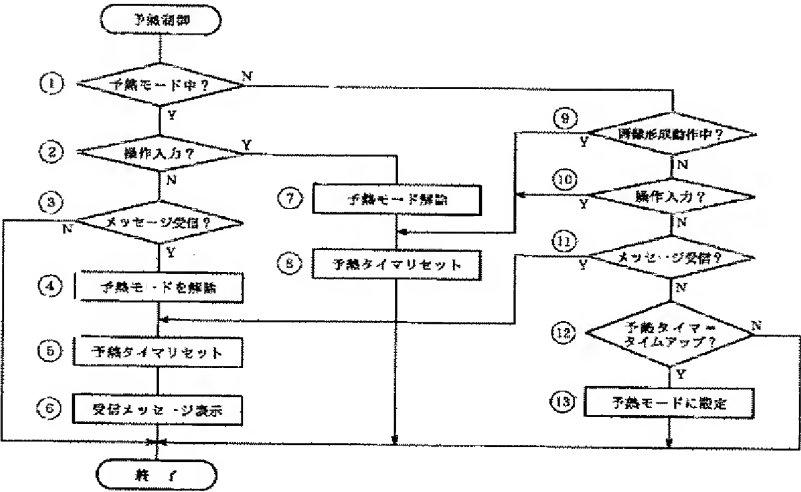 予熱制御
① 予熱モード中？ N
Y
② 操作入力？ Y
N
③ メッセージ受信？
N
Y
④ 予熱モードを解除
⑤ 予熱タイマリセット
⑥ 受信メッセージ表示
終 了
⑦ 予熱モード解除
⑧ 予熱タイマリセット
⑨ 画像形成動作中？
Y
N
⑩ 操作入力？
Y
N
⑪ メッセージ受信？
Y
N
⑫ 予熱タイマ＝
タイムアップ？
N
Y
⑬ 予熱モードに設定